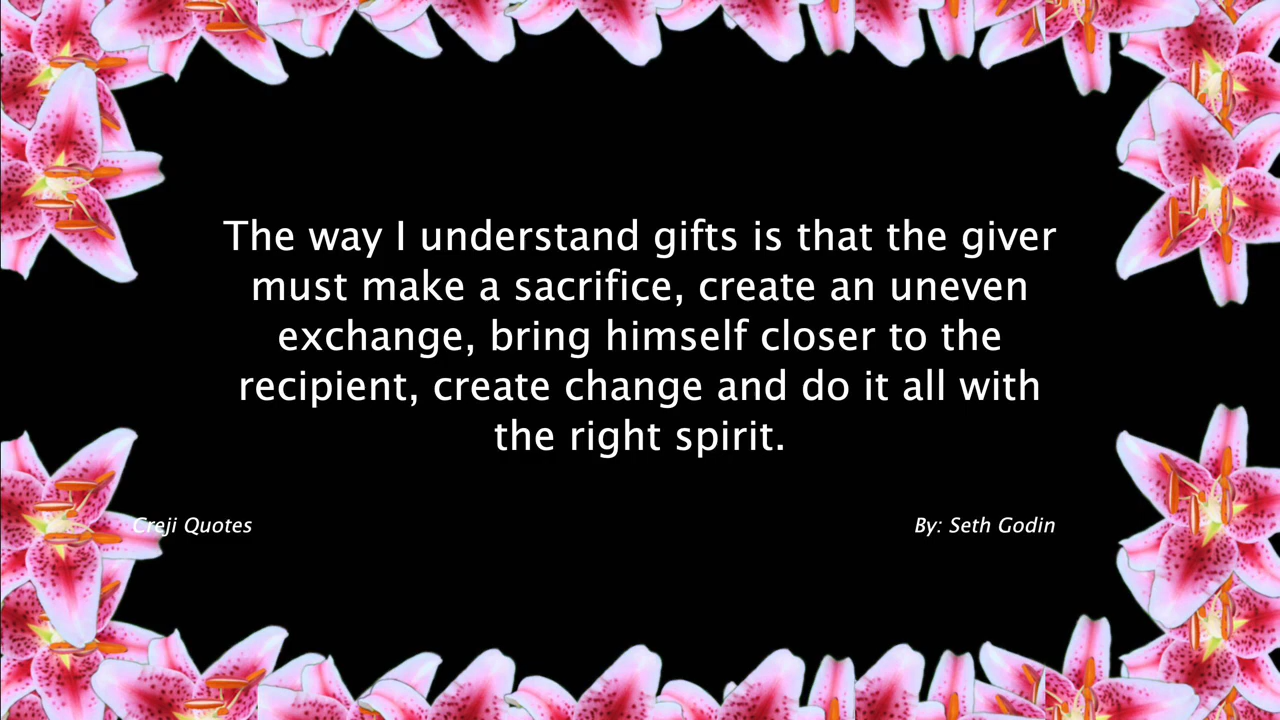 The way I understand gifts is that the giver
must make a sacrifice, create an uneven
exchange, bring himself closer to the
recipient, create change and do it all with
the right spirit.
Creji Quotes
By: Seth Godin